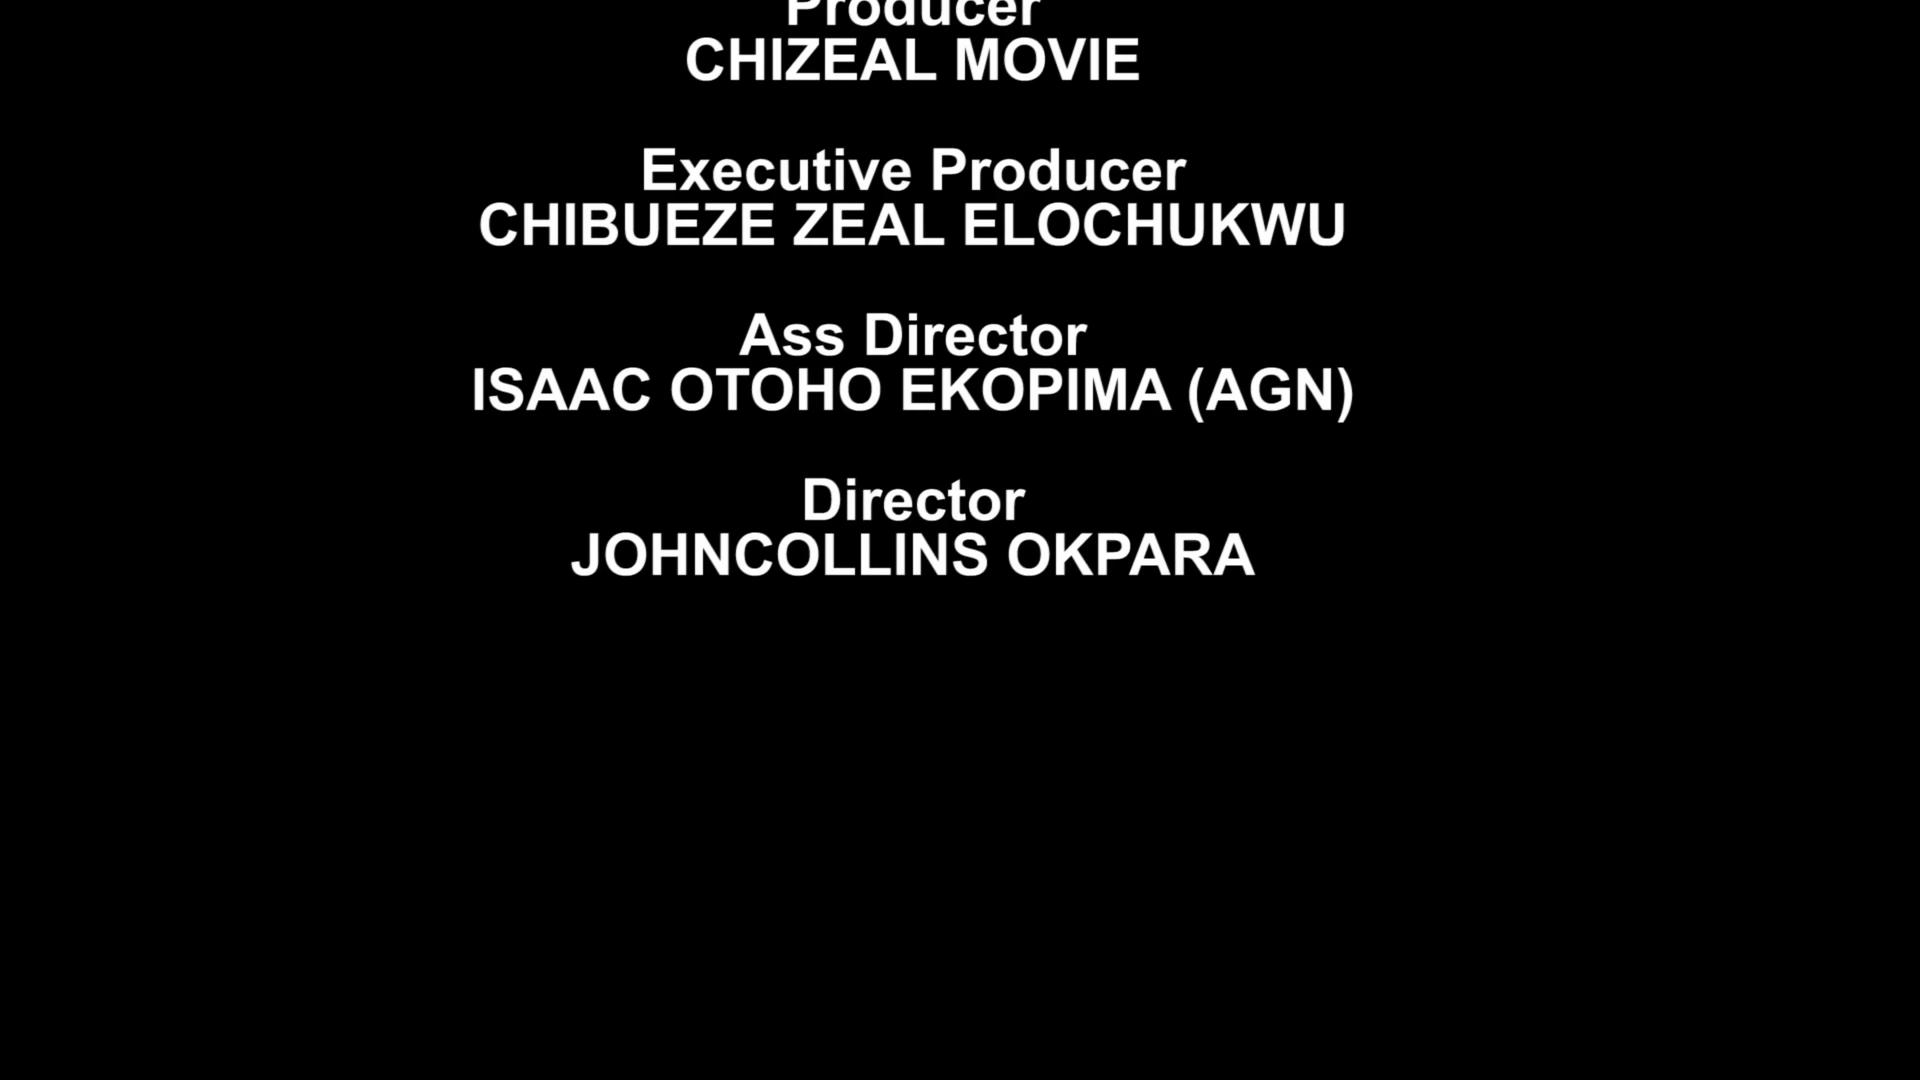 Producer
CHIZEAL MOVIE
Executive Producer
CHIBUEZE ZEAL ELOCHUKWU
Ass Director
ISAAC OTOHO EKOPIMA (AGN)
Director
JOHNCOLLINS OKPARA